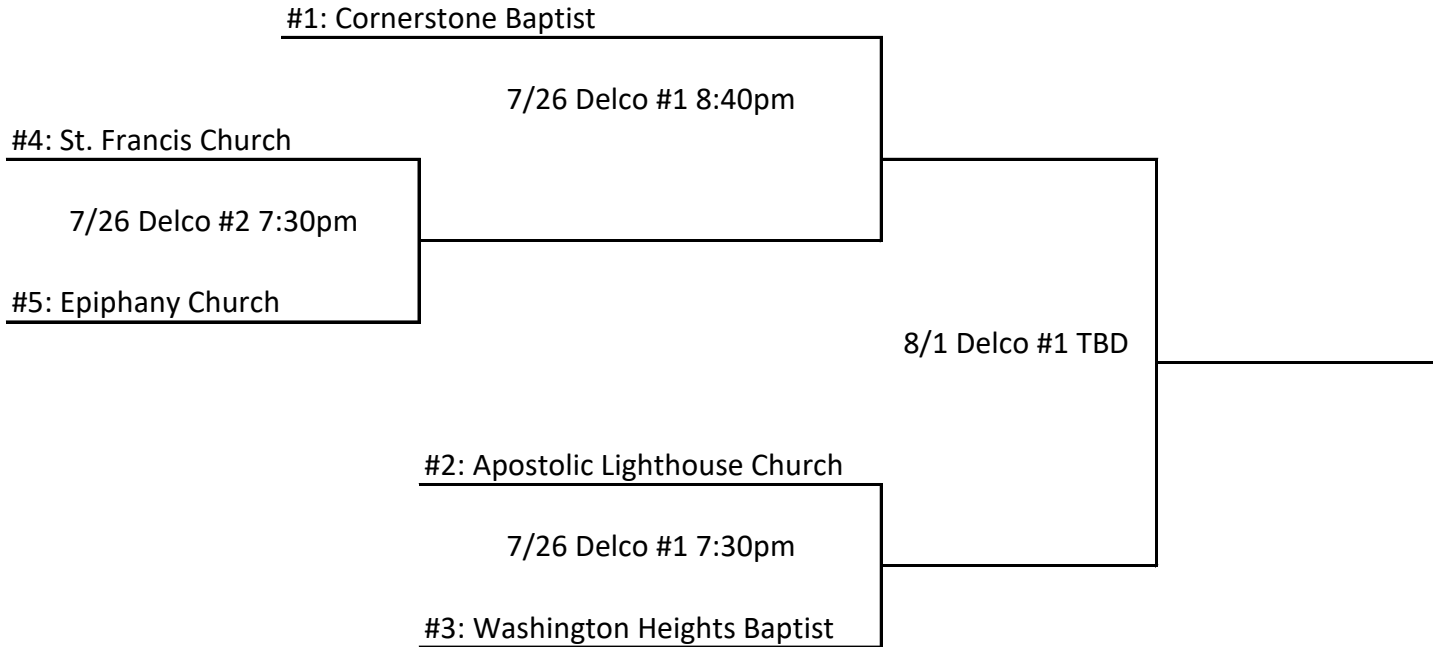 #1: Cornerstone Baptist
7/26 Delco #1 8:40pm
#4: St. Francis Church
7/26 Delco #2 7:30pm
#5: Epiphany Church
8/1 Delco #1 TBD
#2: Apostolic Lighthouse Church
7/26 Delco #1 7:30pm
#3: Washington Heights Baptist